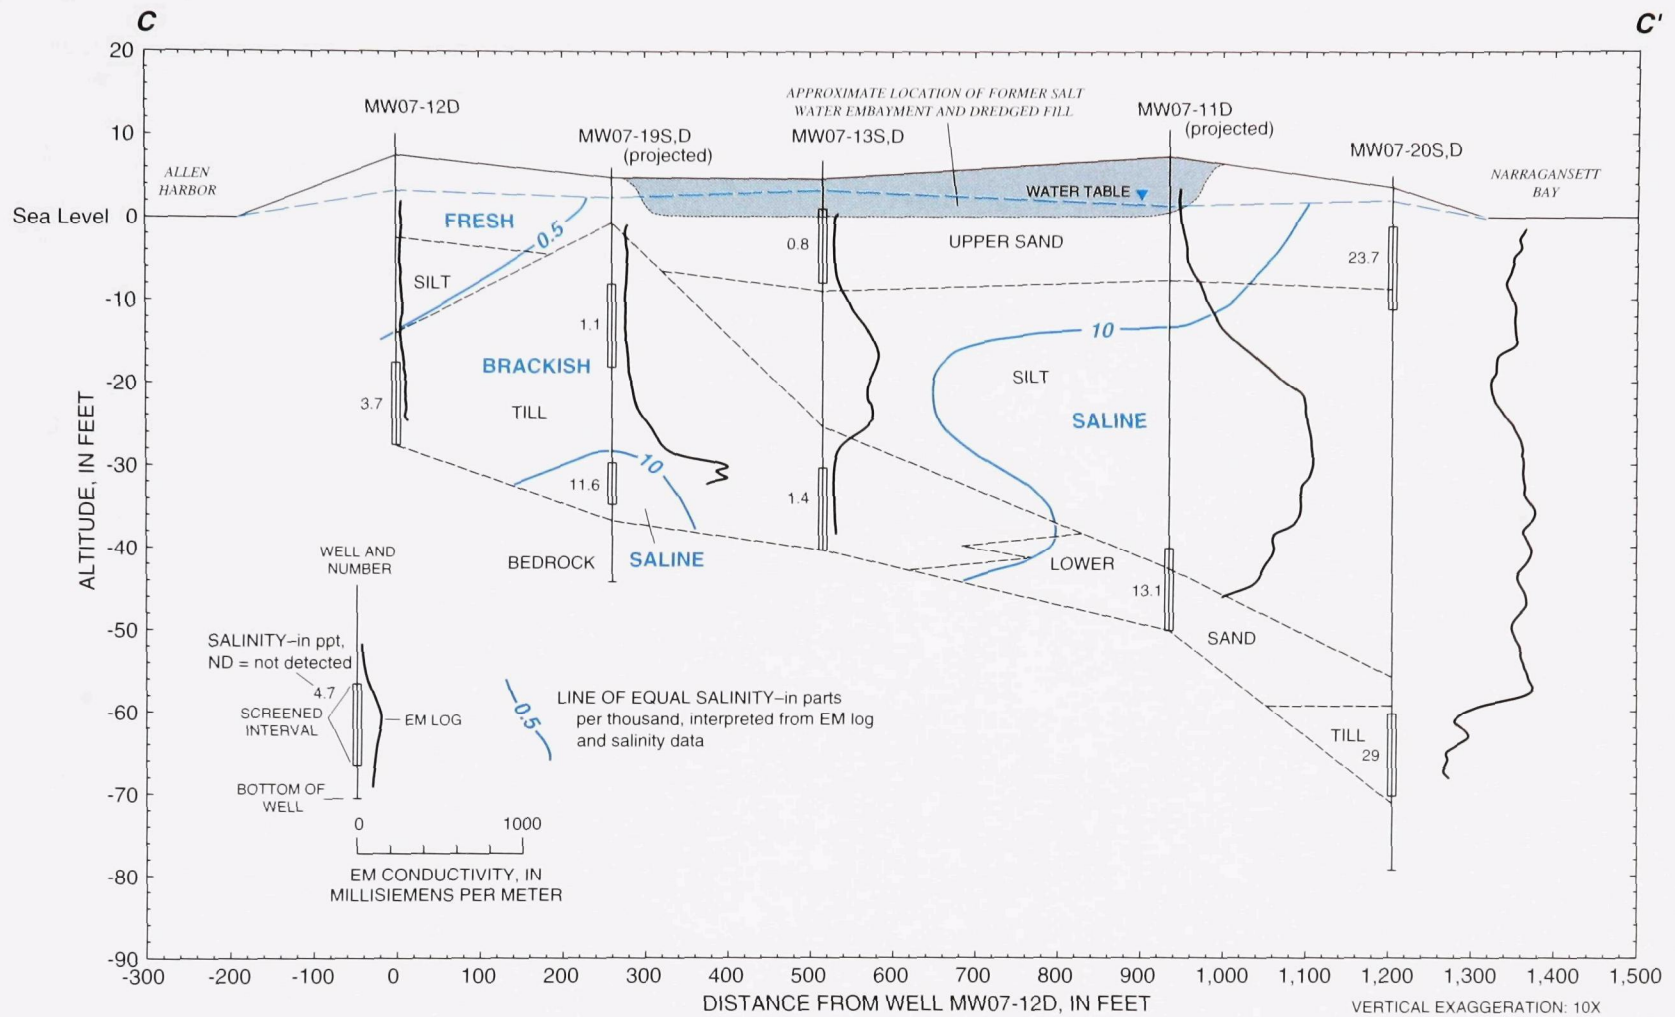 C
C'
20
10
Sea Level
0
-10
-20
-30
-40
-50
-60
-70
-80
-90
ALTITUDE, IN FEET
MW07-12D
MW07-19S,D
(projected)
APPROXIMATE LOCATION OF FORMER SALT
WATER EMBAYMENT AND DREDGED FILL
MW07-13S,D
MW07-11D
(projected)
MW07-20S,D
ALLEN
HARBOR
NARRAGANSETT
BAY
WATER TABLE
FRESH
0.5
UPPER SAND
0.8
23.7
SILT
1.1
10
BRACKISH
SILT
3.7
TILL
SALINE
10
11.6
1.4
BEDROCK
SALINE
LOWER
13.1
SAND
TILL
29
WELL AND
NUMBER
SALINITY–in ppt,
ND = not detected
4.7
SCREENED
INTERVAL
EM LOG
BOTTOM OF
WELL
0
1000
EM CONDUCTIVITY, IN
MILLISIEMENS PER METER
0.5
LINE OF EQUAL SALINITY–in parts
per thousand, interpreted from EM log
and salinity data
-300
-200
-100
0
100
200
300
400
500
600
700
800
900
1,000
1,100
1,200
1,300
1,400
1,500
DISTANCE FROM WELL MW07-12D, IN FEET
VERTICAL EXAGGERATION: 10X